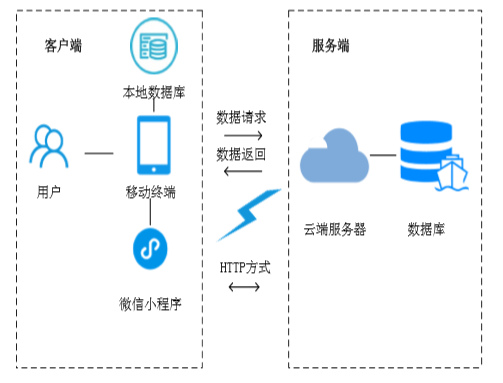 客户端
服务端
本地数据库
数据请求
数据返回
用户
移动终端
云端服务器
数据库
HTTP方式
微信小程序